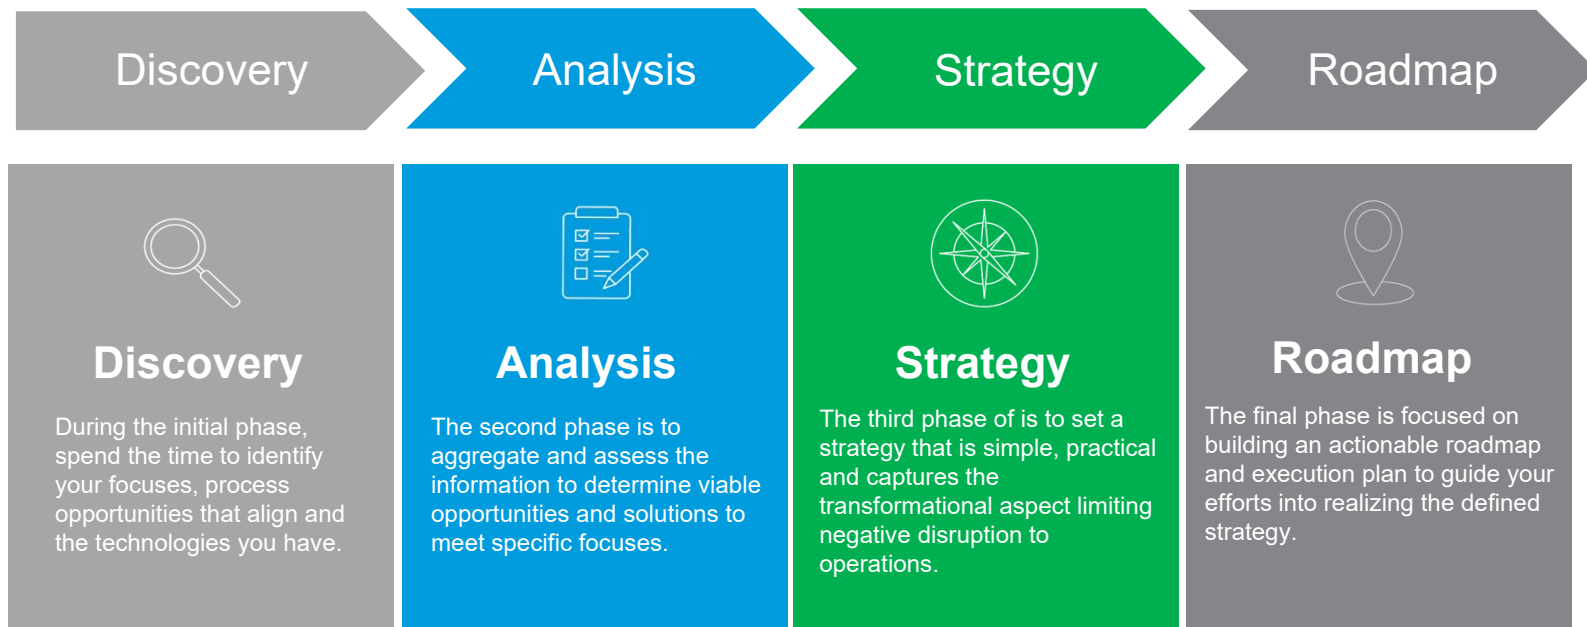 Discovery
Analysis
Strategy
Roadmap
Discovery
During the initial phase,
spend the time to identify
your focuses, process
opportunities that align and
the technologies you have.
Analysis
The second phase is to
aggregate and assess the
information to determine viable
opportunities and solutions to
meet specific focuses.
Strategy
The third phase of is to set a
strategy that is simple, practical
and captures the
transformational aspect limiting
negative disruption to
operations.
Roadmap
The final phase is focused on
building an actionable roadmap
and execution plan to guide your
efforts into realizing the defined
strategy.